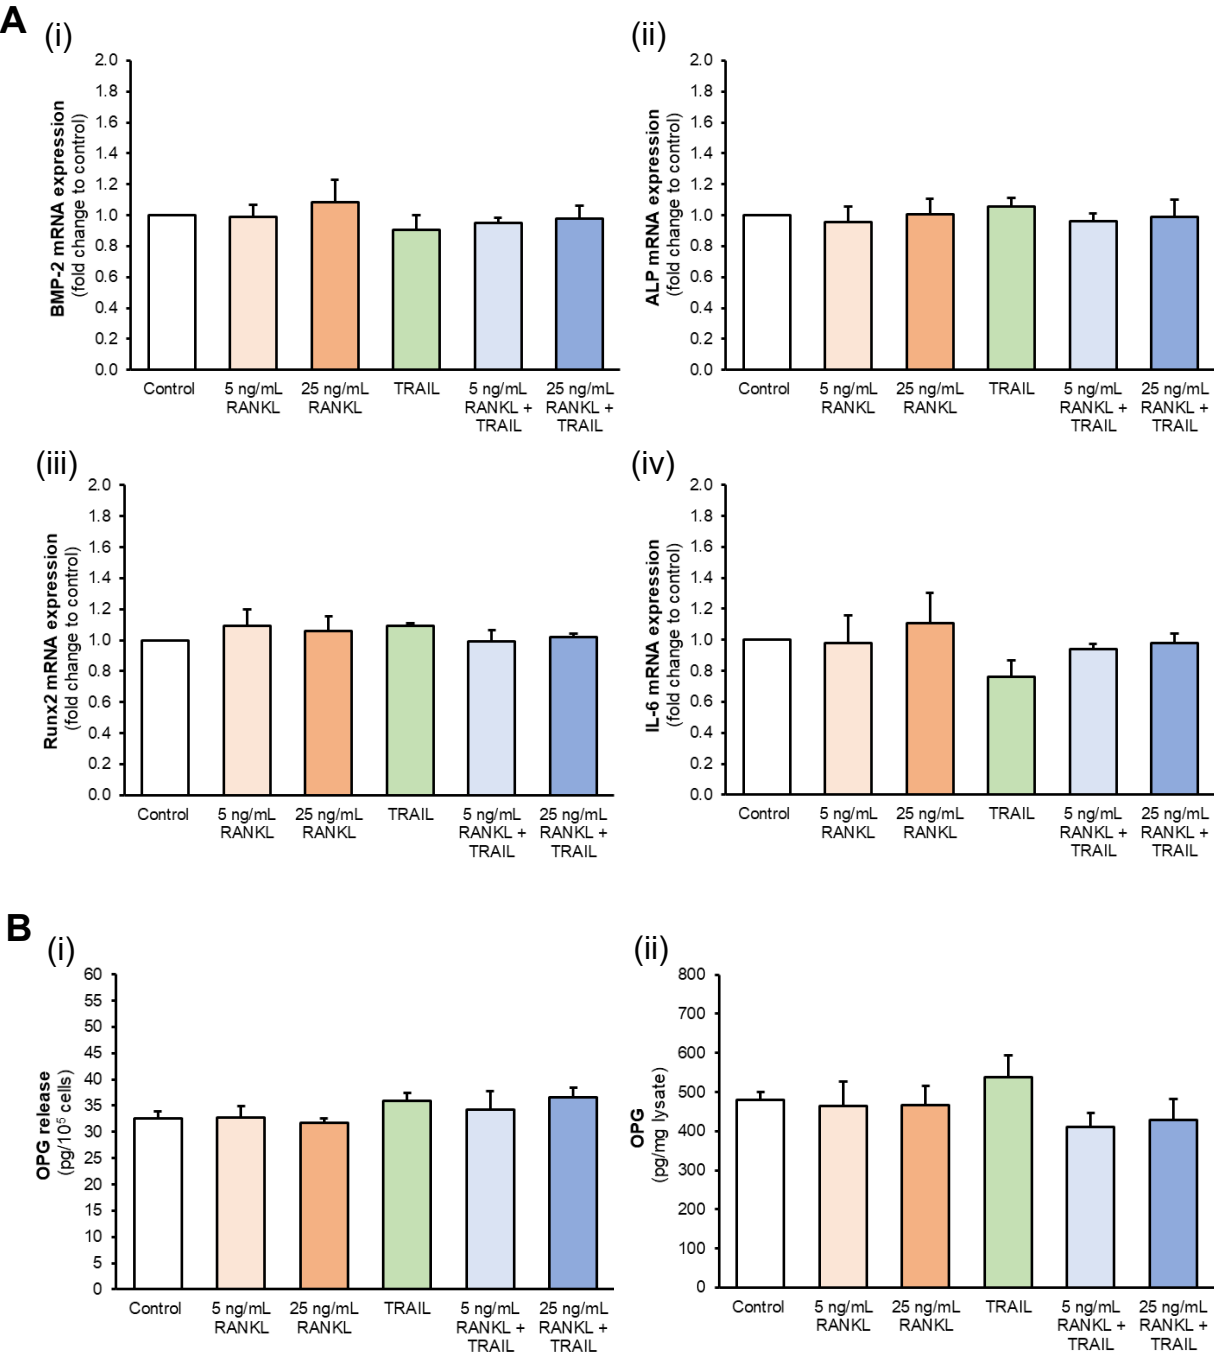 A
(i)
BMP-2 mRNA expression
(fold change to control)
2.0
1.8
1.6
1.4
1.2
1.0
0.8
0.6
0.4
0.2
0.0
Control
5 ng/mL
RANKL
25 ng/mL
RANKL
TRAIL
5 ng/mL
RANKL +
TRAIL
25 ng/mL
RANKL +
TRAIL
(ii)
ALP mRNA expression
(fold change to control)
2.0
1.8
1.6
1.4
1.2
1.0
0.8
0.6
0.4
0.2
0.0
Control
5 ng/mL
RANKL
25 ng/mL
RANKL
TRAIL
5 ng/mL
RANKL +
TRAIL
25 ng/mL
RANKL +
TRAIL
(iii)
Runx2 mRNA expression
(fold change to control)
2.0
1.8
1.6
1.4
1.2
1.0
0.8
0.6
0.4
0.2
0.0
Control
5 ng/mL
RANKL
25 ng/mL
RANKL
TRAIL
5 ng/mL
RANKL +
TRAIL
25 ng/mL
RANKL +
TRAIL
(iv)
IL-6 mRNA expression
(fold change to control)
2.0
1.8
1.6
1.4
1.2
1.0
0.8
0.6
0.4
0.2
0.0
Control
5 ng/mL
RANKL
25 ng/mL
RANKL
TRAIL
5 ng/mL
RANKL +
TRAIL
25 ng/mL
RANKL +
TRAIL
B
(i)
OPG release
(pg/10⁵ cells)
60
55
50
45
40
35
30
25
20
15
10
5
0
Control
5 ng/mL
RANKL
25 ng/mL
RANKL
TRAIL
5 ng/mL
RANKL +
TRAIL
25 ng/mL
RANKL +
TRAIL
(ii)
OPG
(pg/mg lysate)
800
700
600
500
400
300
200
100
0
Control
5 ng/mL
RANKL
25 ng/mL
RANKL
TRAIL
5 ng/mL
RANKL +
TRAIL
25 ng/mL
RANKL +
TRAIL